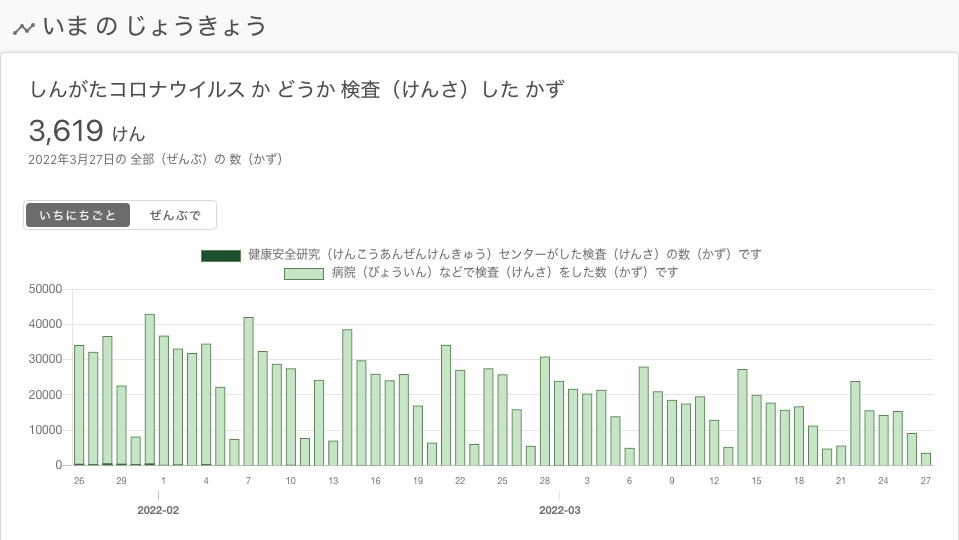 いま の じょうきょう
しんがたコロナウイルス か どうか 検査（けんさ）した かず
3,619 けん
2022年3月27日の 全部（ぜんぶ）の 数（かず）
いちにちごと ぜんぶで
健康安全研究（けんこうあんぜんけんきゅう）センターがした検査（けんさ）の数（かず）です
病院（びょういん）などで検査（けんさ）をした数（かず）です
50000
40000
30000
20000
10000
0
26 29 1 4 7 10 13 16 19 22 25 28 3 6 9 12 15 18 21 24 27
2022-02 2022-03